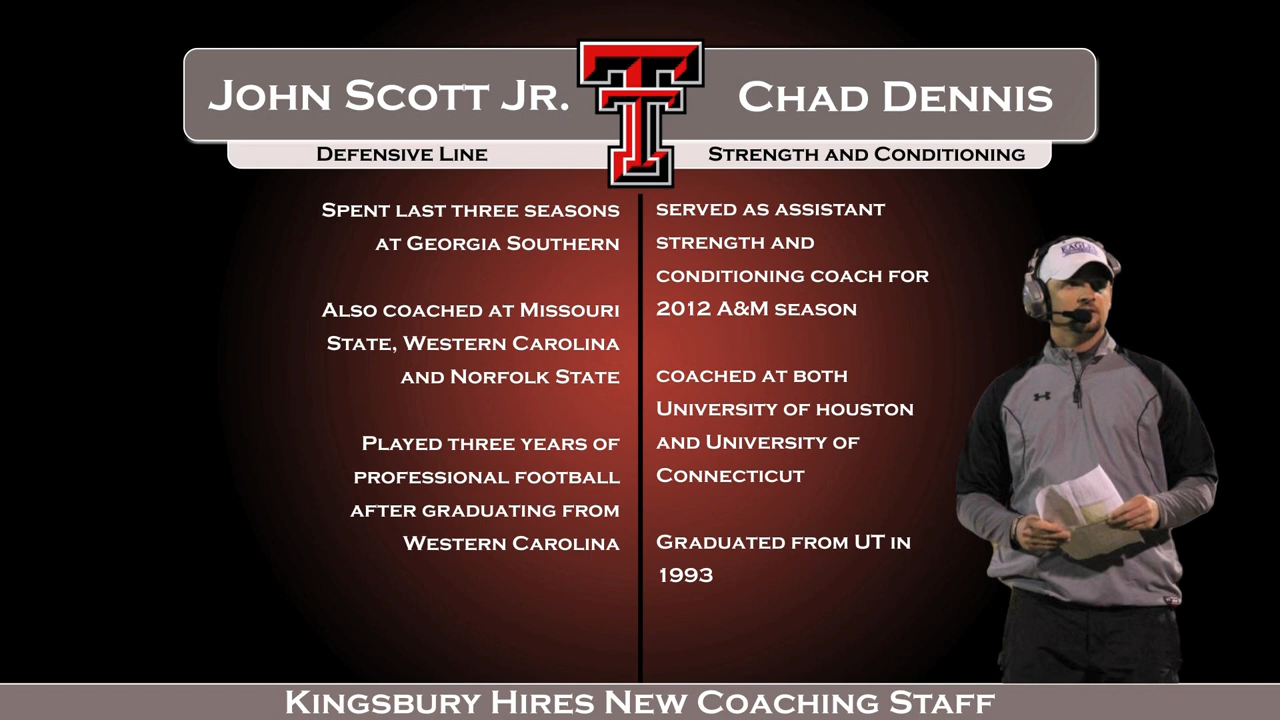 John Scott Jr.
Chad Dennis
Defensive Line
Strength and Conditioning
Spent last three seasons
at Georgia Southern
Also coached at Missouri
State, Western Carolina
and Norfolk State
Played three years of
professional football
after graduating from
Western Carolina
served as assistant
strength and
conditioning coach for
2012 A&M season
coached at both
University of houston
and University of
Connecticut
Graduated from UT in
1993
EAGLES
Kingsbury Hires New Coaching Staff